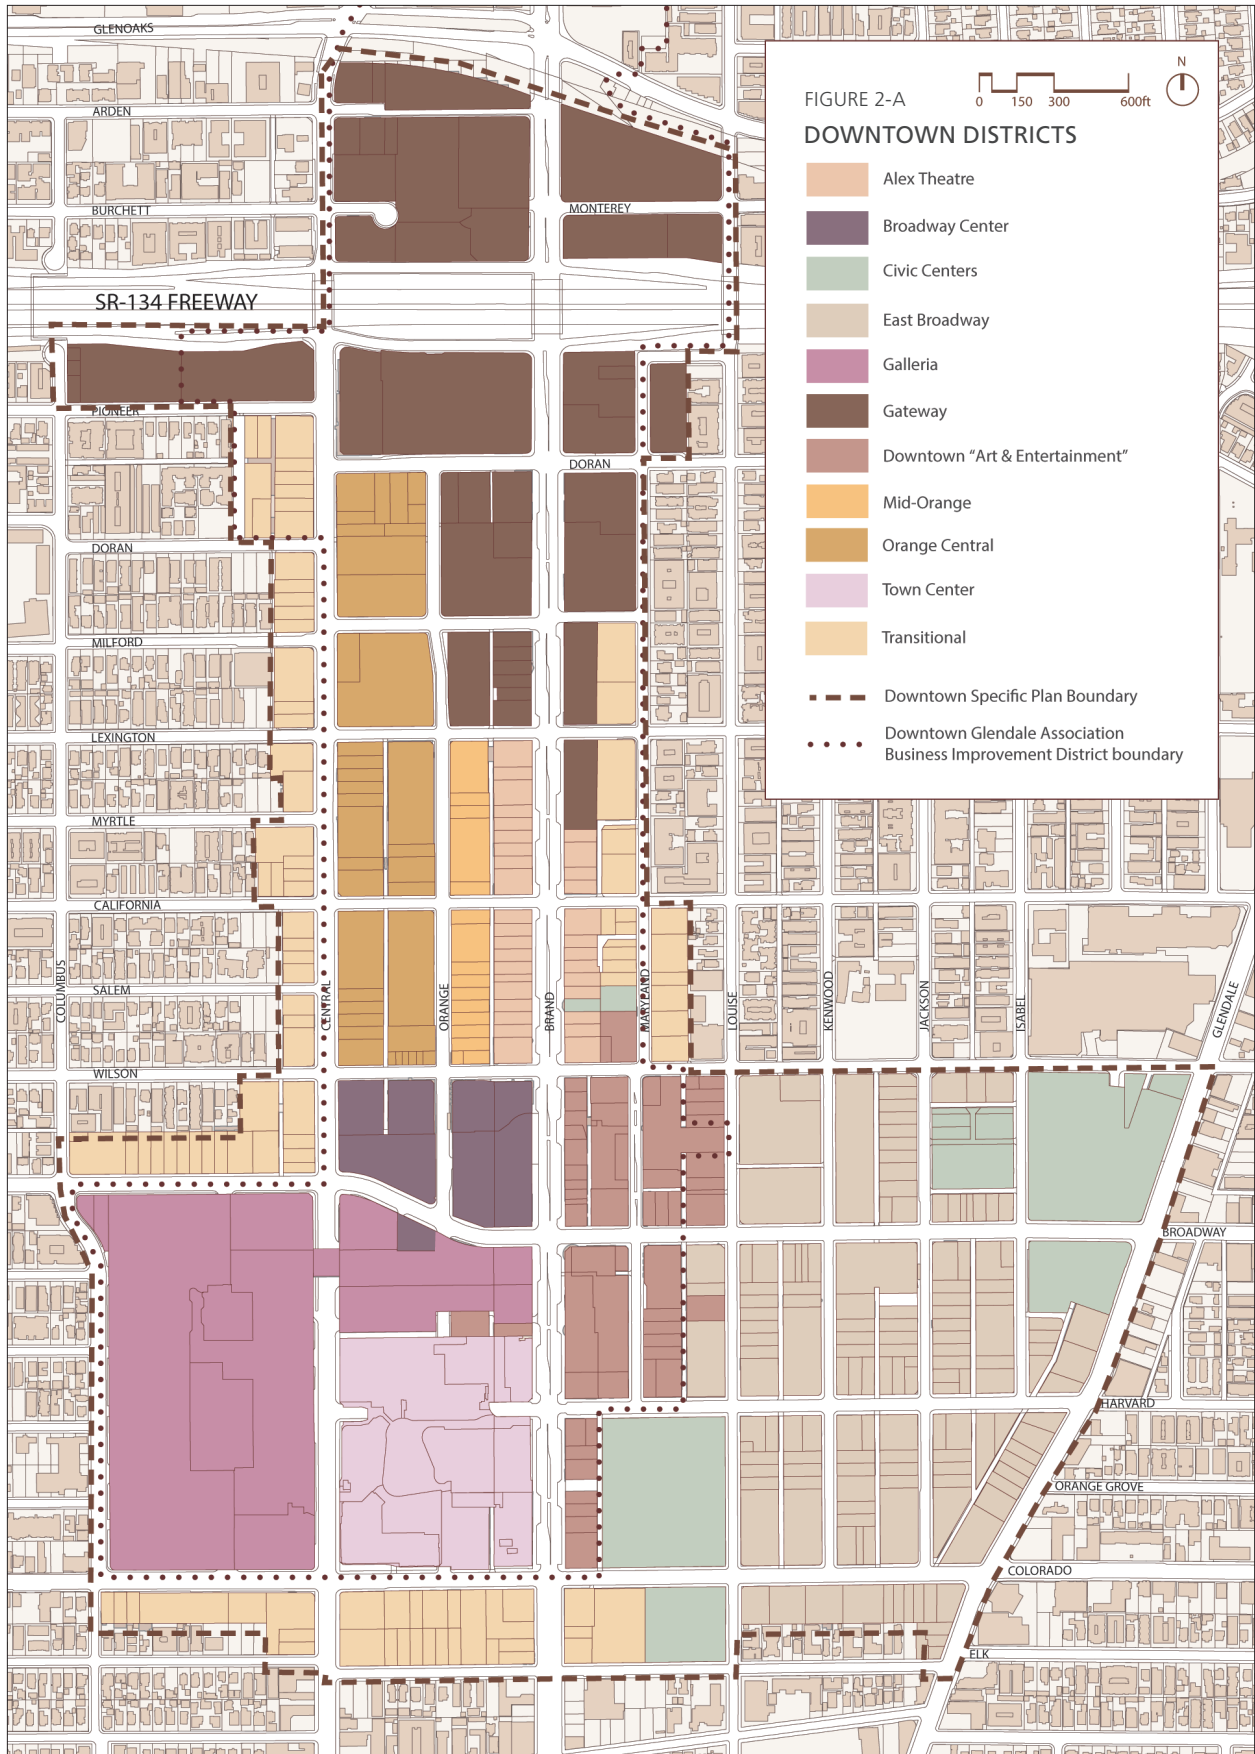 GLENOAKS
ARDEN
BURCHETT
MONTEREY
SR-134 FREEWAY
PIONEER
DORAN
DORAN
MILFORD
LEXINGTON
MYRTLE
CALIFORNIA
SALEM
WILSON
COLUMBUS
CENTRAL
ORANGE
BRAND
MARYLAND
LOUISE
KENWOOD
JACKSON
ISABEL
GLENDALE
BROADWAY
HARVARD
ORANGE GROVE
COLORADO
ELK
FIGURE 2-A
0 150 300 600ft
N
DOWNTOWN DISTRICTS
Alex Theatre
Broadway Center
Civic Centers
East Broadway
Galleria
Gateway
Downtown “Art & Entertainment”
Mid-Orange
Orange Central
Town Center
Transitional
Downtown Specific Plan Boundary
Downtown Glendale Association
Business Improvement District boundary